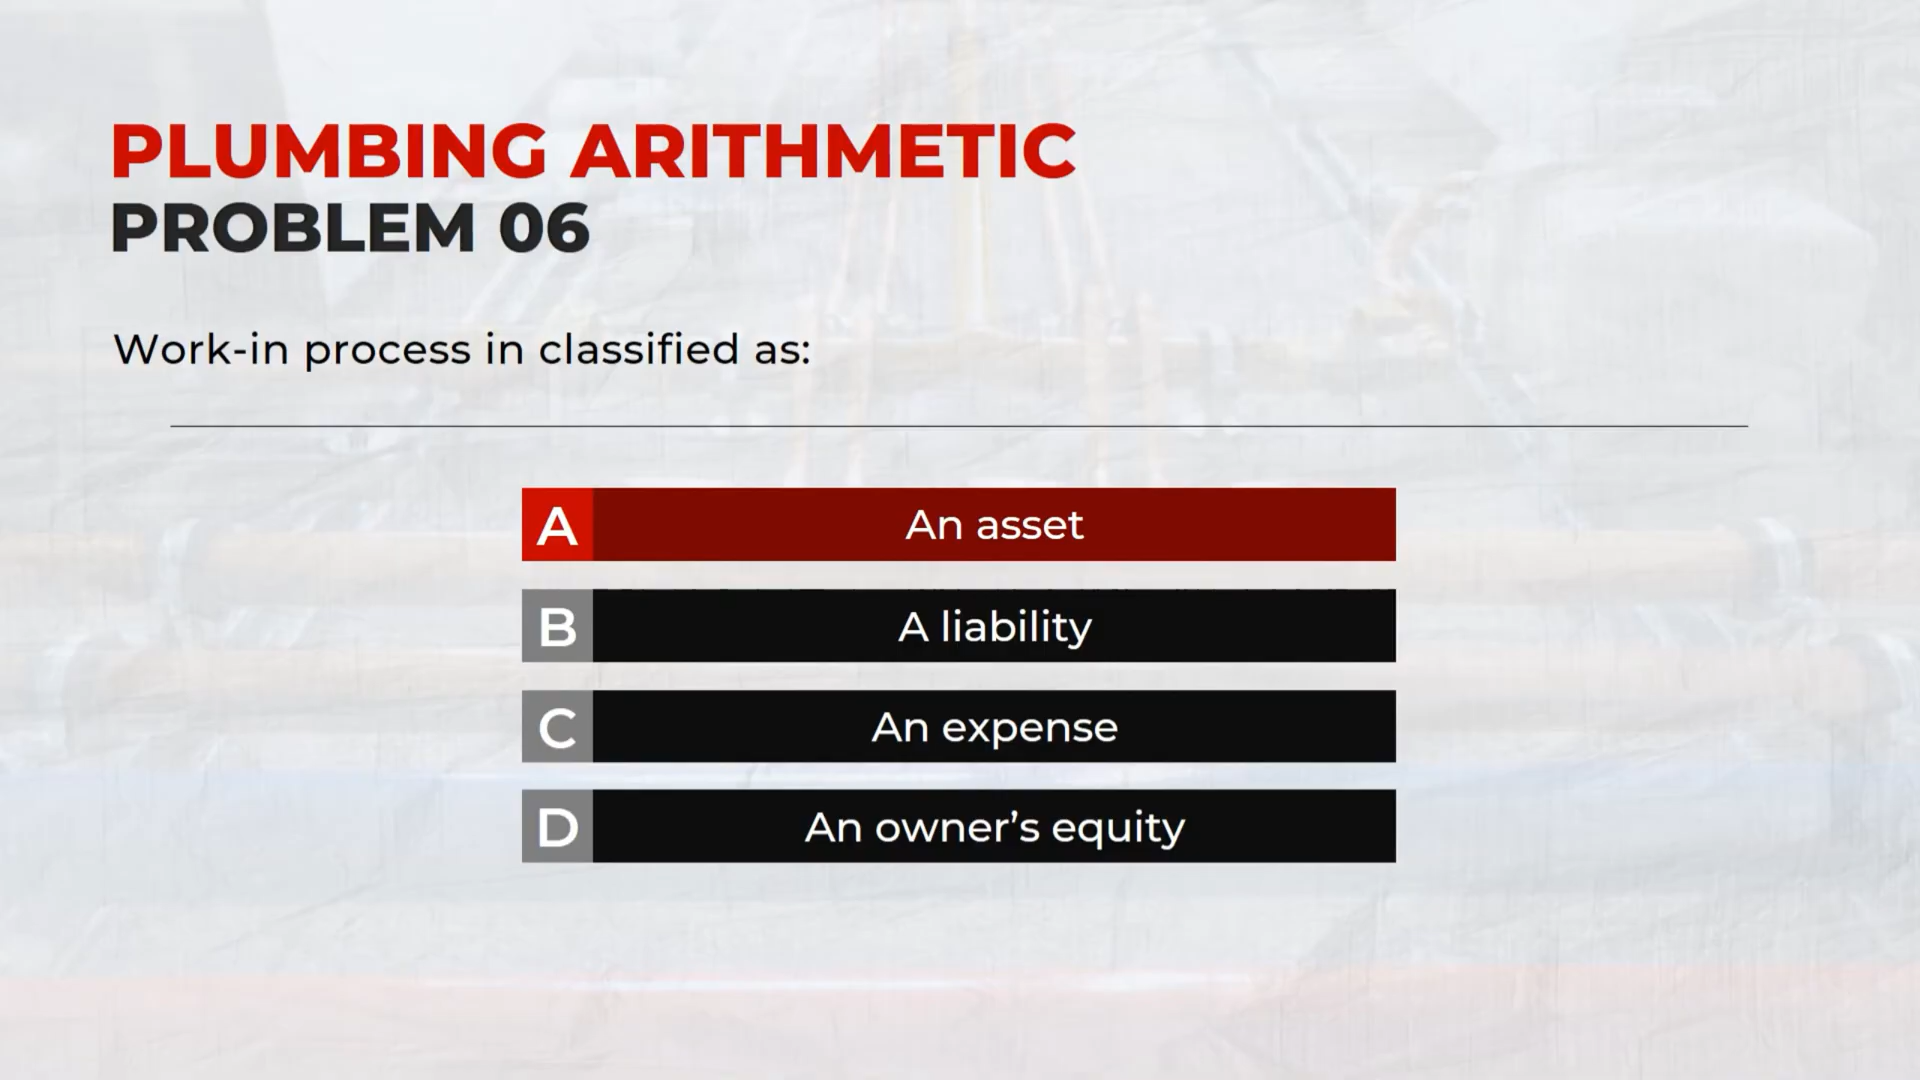 PLUMBING ARITHMETIC
PROBLEM 06
Work-in process in classified as:
A An asset
B A liability
C An expense
D An owner’s equity